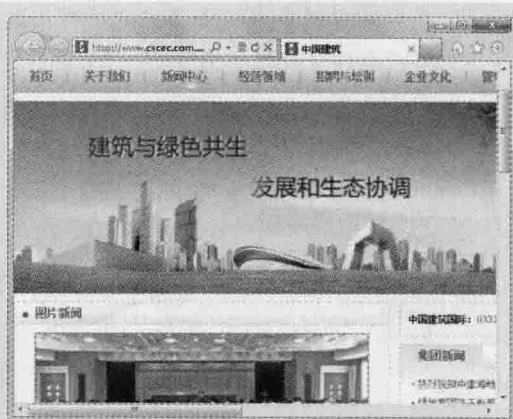 http://www.cscec.com....
中国建筑
首页 关于我们 新闻中心 经营领域 招聘与培训 企业文化
建筑与绿色共生
发展和生态协调
图片新闻
中国建筑国际: 033
集团新闻